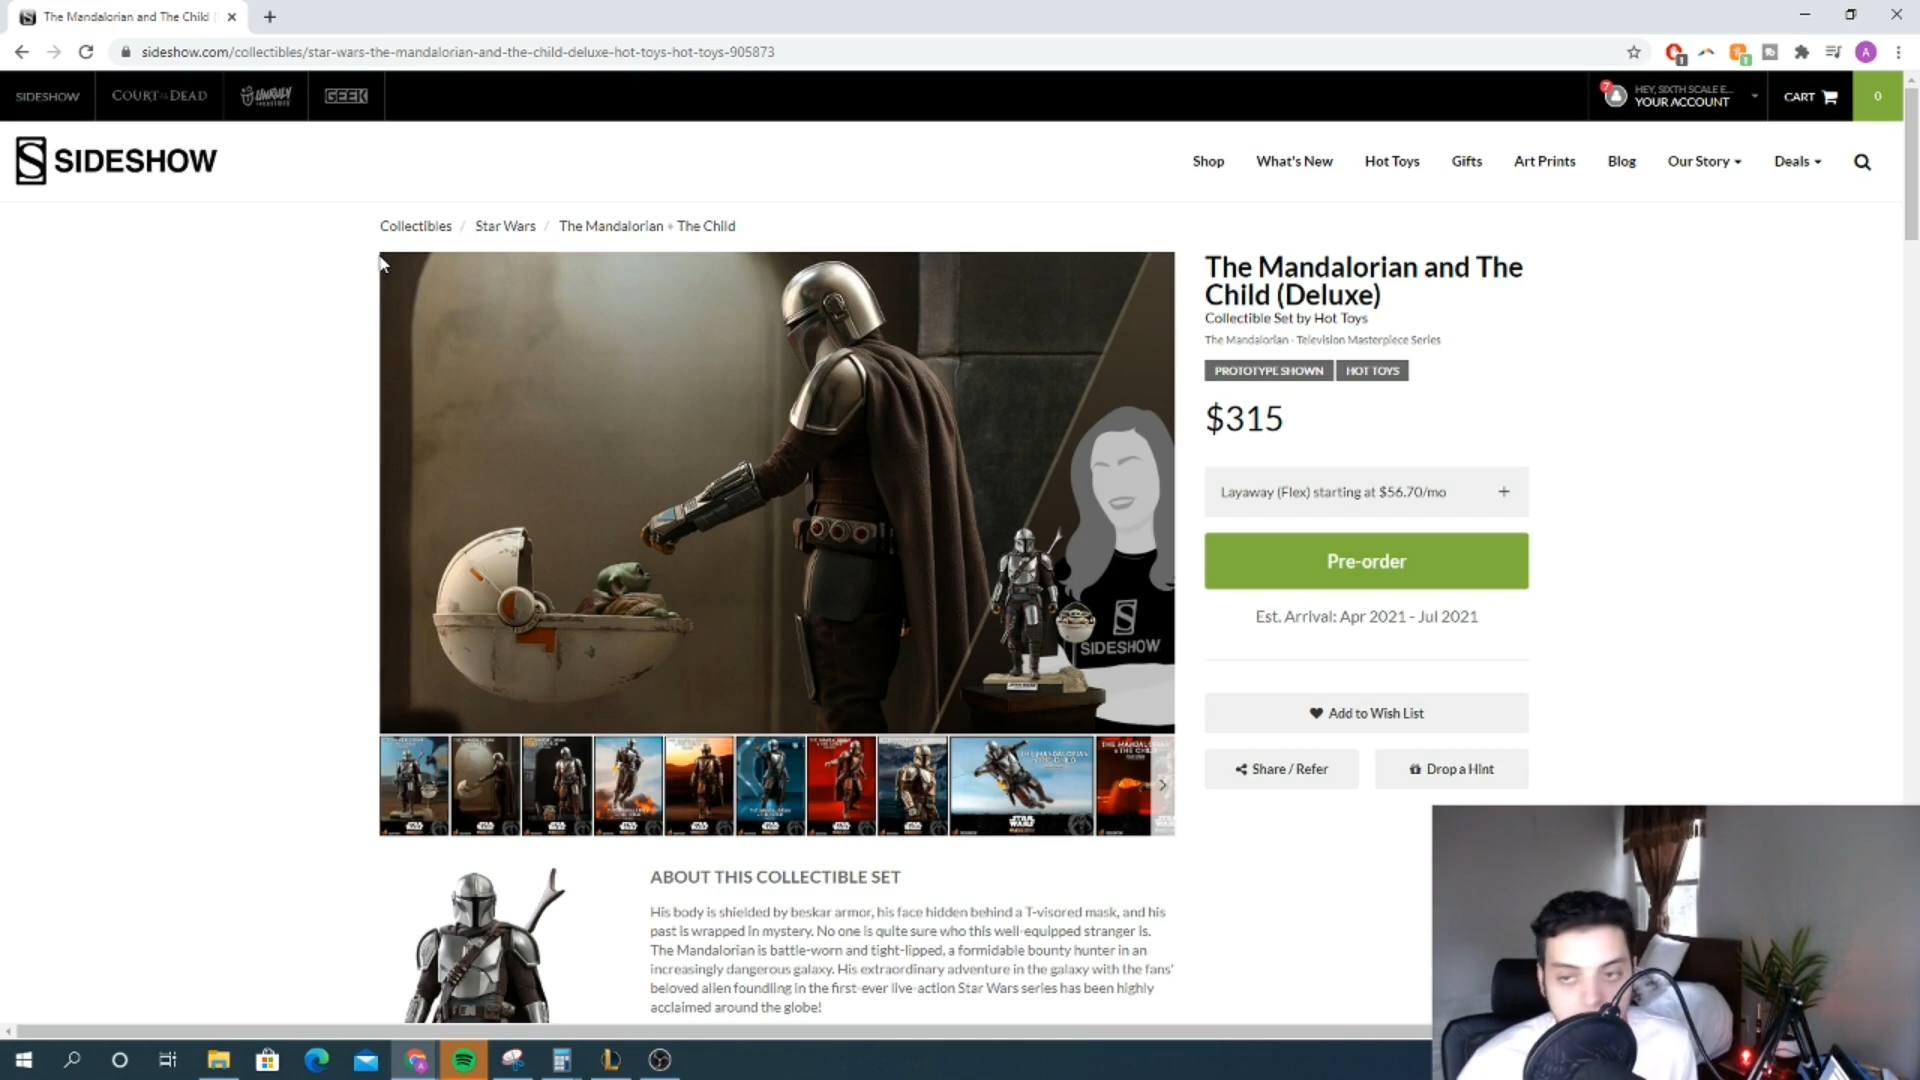 The Mandalorian and The Child
sideshow.com/collectibles/star-wars-the-mandalorian-and-the-child-deluxe-hot-toys-hot-toys-905873
A
SIDESHOW
COURT OF THE DEAD
UNRULY
GEEK
7
HEY, SIXTH SCALE E...
YOUR ACCOUNT
CART
0
SIDESHOW
Shop
What's New
Hot Toys
Gifts
Art Prints
Blog
Our Story
Deals
Collectibles / Star Wars / The Mandalorian + The Child
SIDESHOW
The Mandalorian and The
Child (Deluxe)
Collectible Set by Hot Toys
The Mandalorian - Television Masterpiece Series
PROTOTYPE SHOWN
HOT TOYS
$315
Layaway (Flex) starting at $56.70/mo +
Pre-order
Est. Arrival: Apr 2021 - Jul 2021
Add to Wish List
Share / Refer
Drop a Hint
ABOUT THIS COLLECTIBLE SET
His body is shielded by beskar armor, his face hidden behind a T-visored mask, and his
past is wrapped in mystery. No one is quite sure who this well-equipped stranger is.
The Mandalorian is battle-worn and tight-lipped, a formidable bounty hunter in an
increasingly dangerous galaxy. His extraordinary adventure in the galaxy with the fans'
beloved alien foundling in the first-ever live-action Star Wars series has been highly
acclaimed around the globe!